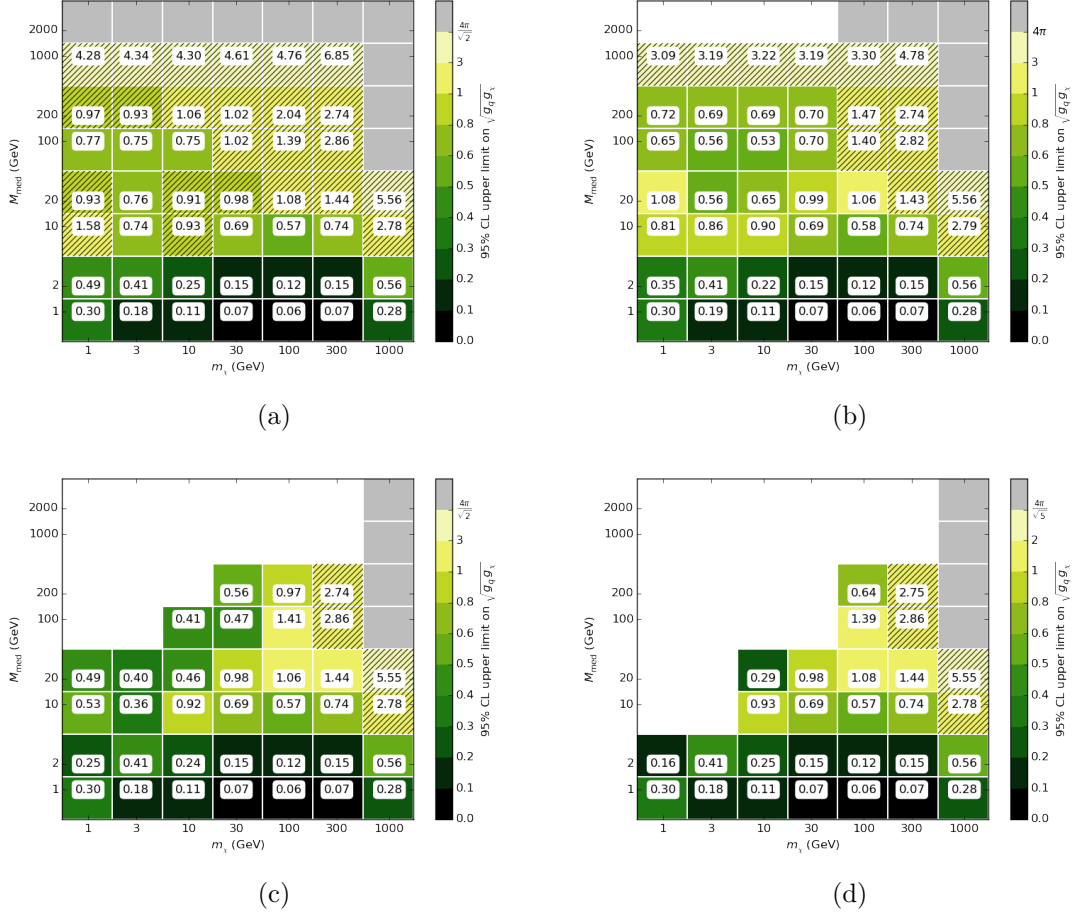 2000
1000
200
100
20
10
2
1
M_med (GeV)
4.28 4.34 4.30 4.61 4.76 6.85
0.97 0.93 1.06 1.02 2.04 2.74
0.77 0.75 0.75 1.02 1.39 2.86
0.93 0.76 0.91 0.98 1.08 1.44 5.56
1.58 0.74 0.93 0.69 0.57 0.74 2.78
0.49 0.41 0.25 0.15 0.12 0.15 0.56
0.30 0.18 0.11 0.07 0.06 0.07 0.28
1 3 10 30 100 300 1000
m_χ (GeV)
4π/√2
3
1
0.8
0.6
0.5
0.4
0.3
0.2
0.1
0.0
95% CL upper limit on √g_q g_χ
(a)
2000
1000
200
100
20
10
2
1
M_med (GeV)
3.09 3.19 3.22 3.19 3.30 4.78
0.72 0.69 0.69 0.70 1.47 2.74
0.65 0.56 0.53 0.70 1.40 2.82
1.08 0.56 0.65 0.99 1.06 1.43 5.56
0.81 0.86 0.90 0.69 0.58 0.74 2.79
0.35 0.41 0.22 0.15 0.12 0.15 0.56
0.30 0.19 0.11 0.07 0.06 0.07 0.28
1 3 10 30 100 300 1000
m_χ (GeV)
4π
3
1
0.8
0.6
0.5
0.4
0.3
0.2
0.1
0.0
95% CL upper limit on √g_q g_χ
(b)
2000
1000
200
100
20
10
2
1
M_med (GeV)
0.56 0.97 2.74
0.41 0.47 1.41 2.86
0.49 0.40 0.46 0.98 1.06 1.44 5.55
0.53 0.36 0.92 0.69 0.57 0.74 2.78
0.25 0.41 0.24 0.15 0.12 0.15 0.56
0.30 0.18 0.11 0.07 0.06 0.07 0.28
1 3 10 30 100 300 1000
m_χ (GeV)
4π/√2
3
1
0.8
0.6
0.5
0.4
0.3
0.2
0.1
0.0
95% CL upper limit on √g_q g_χ
(c)
2000
1000
200
100
20
10
2
1
M_med (GeV)
0.64 2.75
1.39 2.86
0.29 0.98 1.08 1.44 5.55
0.93 0.69 0.57 0.74 2.78
0.16 0.41 0.25 0.15 0.12 0.15 0.56
0.30 0.18 0.11 0.07 0.06 0.07 0.28
1 3 10 30 100 300 1000
m_χ (GeV)
4π/√5
2
1
0.8
0.6
0.5
0.4
0.3
0.2
0.1
0.0
95% CL upper limit on √g_q g_χ
(d)